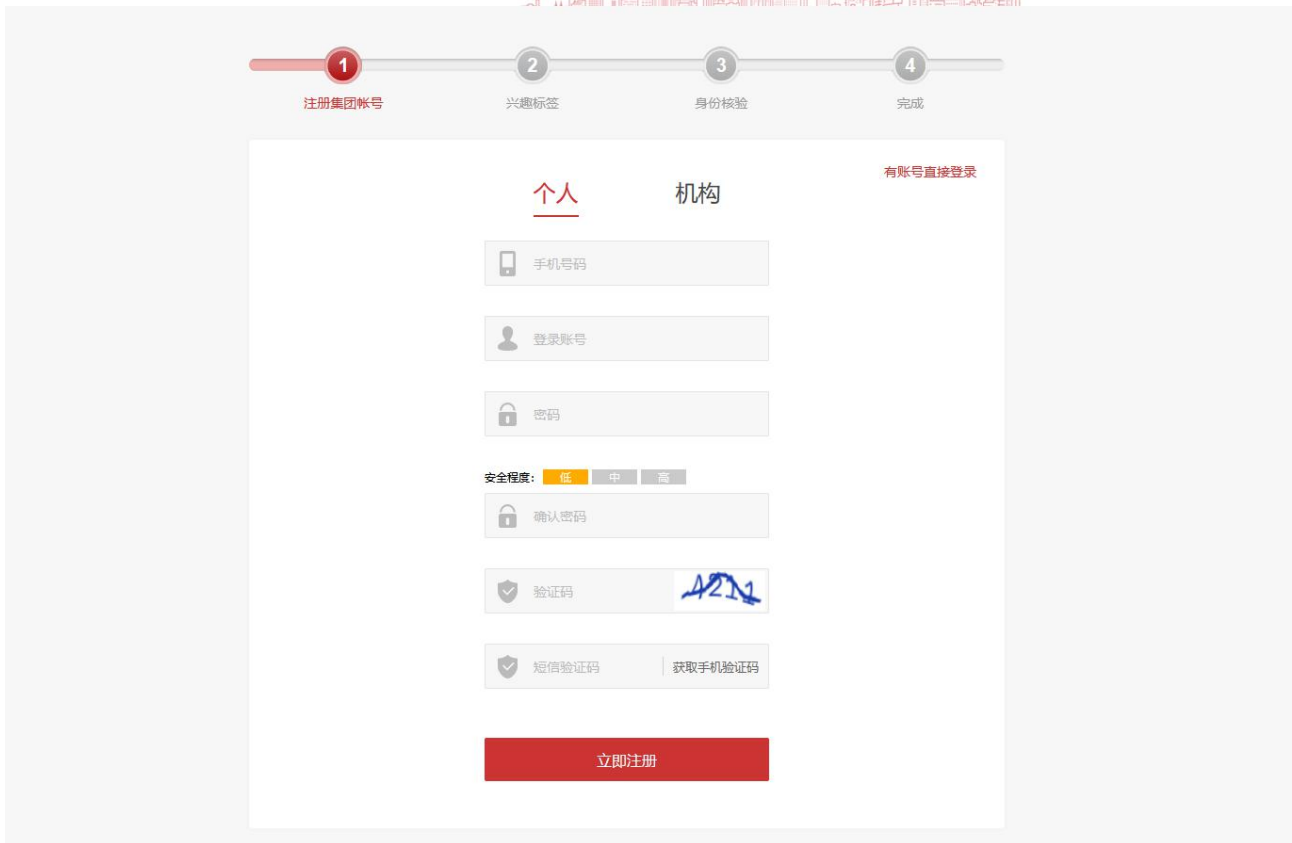 1 2 3 4
注册集团帐号 兴趣标签 身份核验 完成
有账号直接登录
个人 机构
手机号码
登录账号
密码
安全程度： 低 中 高
确认密码
验证码
短信验证码 获取手机验证码
立即注册